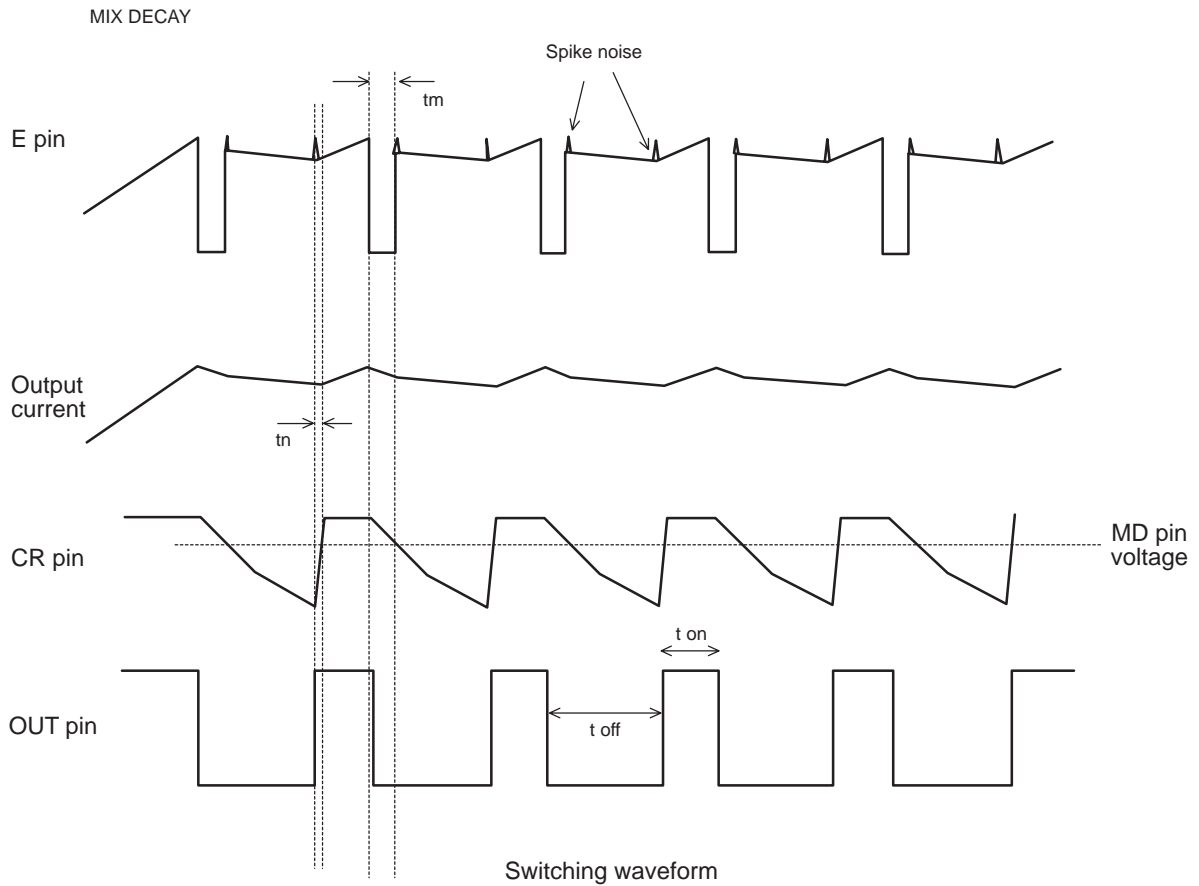 MIX DECAY
Spike noise
tm
E pin
Output
current
tn
MD pin
voltage
CR pin
t on
OUT pin
t off
Switching waveform